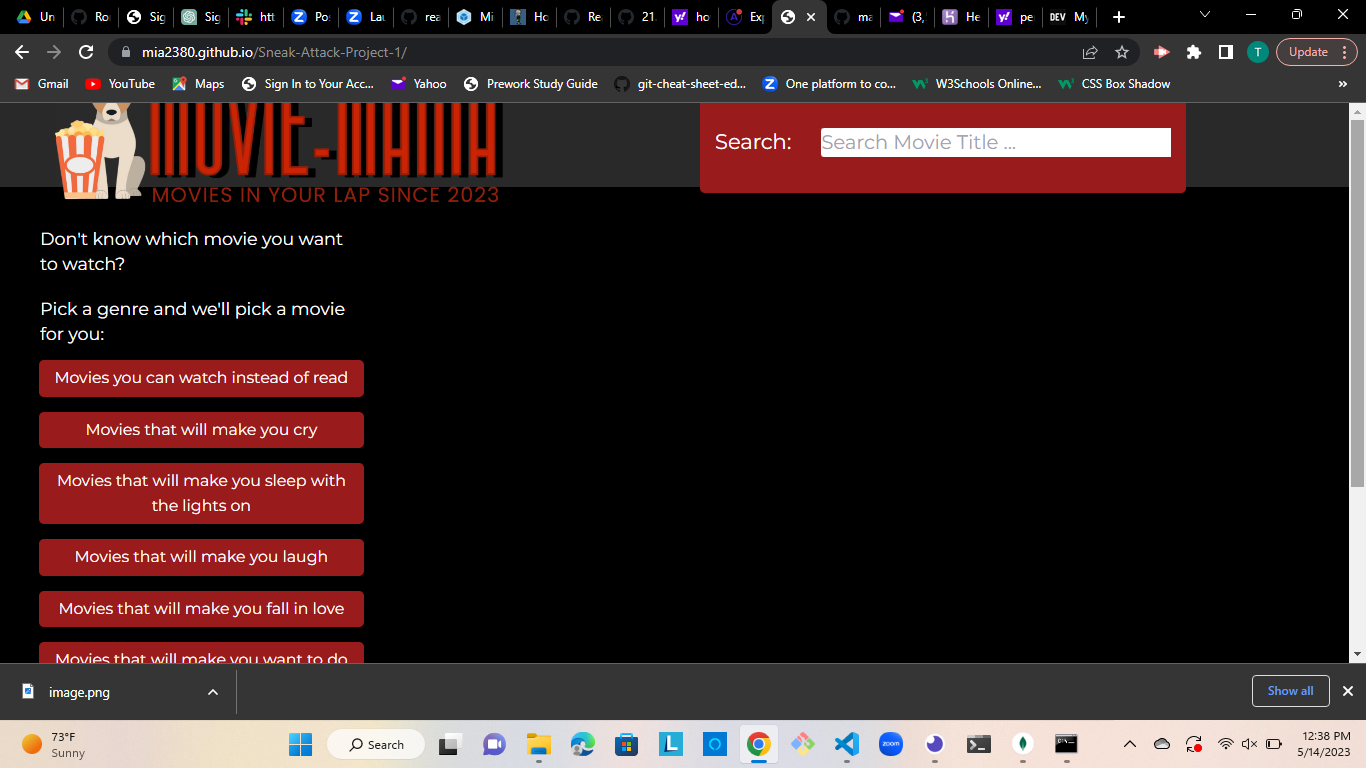 Un
Ro
Sig
Sig
htt
Po
Lau
rea
Mi
Ho
Re
21.
ho
Exp
ma
(3,
He
pe
DEV My
mia2380.github.io/Sneak-Attack-Project-1/
T
Update
Gmail
YouTube
Maps
Sign In to Your Acc...
Yahoo
Prework Study Guide
git-cheat-sheet-ed...
One platform to co...
W3Schools Online...
CSS Box Shadow
»
MOVIE-MANIA
MOVIES IN YOUR LAP SINCE 2023
Search:
Search Movie Title ...
Don't know which movie you want
to watch?
Pick a genre and we'll pick a movie
for you:
Movies you can watch instead of read
Movies that will make you cry
Movies that will make you sleep with
the lights on
Movies that will make you laugh
Movies that will make you fall in love
Movies that will make you want to do
image.png
Show all
73°F
Sunny
Search
L
O
zoom
12:38 PM
5/14/2023